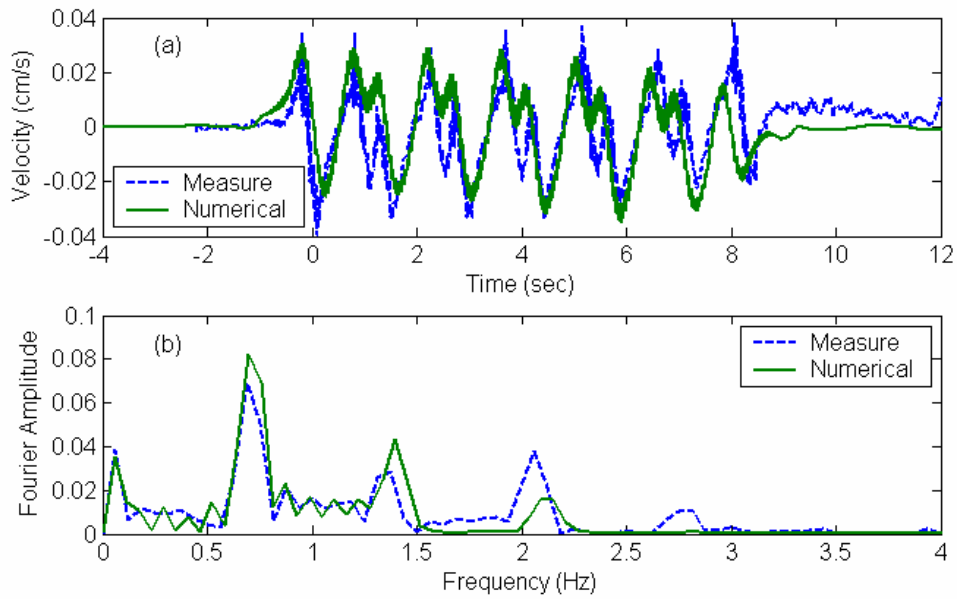 0.04
(a)
0.02
Velocity (cm/s)
0
-0.02
Measure
Numerical
-0.04
-4 -2 0 2 4 6 8 10 12
Time (sec)
0.1
(b)
Measure
Numerical
0.08
Fourier Amplitude
0.06
0.04
0.02
0
0 0.5 1 1.5 2 2.5 3 3.5 4
Frequency (Hz)